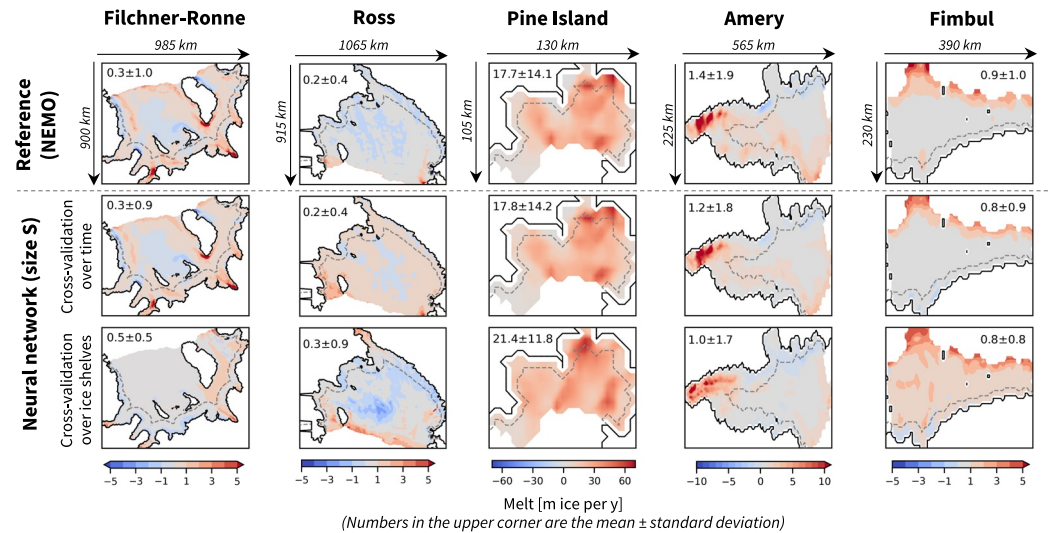 Filchner-Ronne Ross Pine Island Amery Fimbul
985 km 1065 km 130 km 565 km 390 km
Reference
(NEMO)
900 km 915 km 105 km 225 km 230 km
0.3±1.0 0.2±0.4 17.7±14.1 1.4±1.9 0.9±1.0
Neural network (size S)
Cross-validation
over time
0.3±0.9 0.2±0.4 17.8±14.2 1.2±1.8 0.8±0.9
Cross-validation
over ice shelves
0.5±0.5 0.3±0.9 21.4±11.8 1.0±1.7 0.8±0.8
−5 −3 −1 1 3 5 −5 −3 −1 1 3 5 −60 −30 0 30 60 −10 −5 0 5 10 −5 −3 −1 1 3 5
Melt [m ice per y]
(Numbers in the upper corner are the mean ± standard deviation)